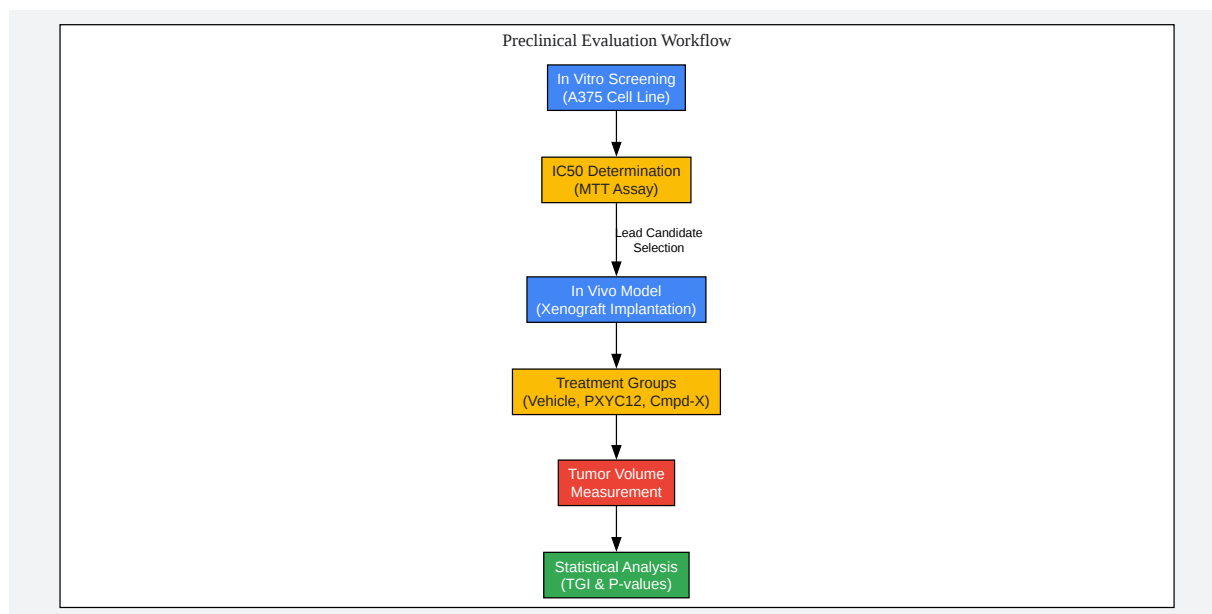 Preclinical Evaluation Workflow
In Vitro Screening
(A375 Cell Line)
IC50 Determination
(MTT Assay)
Lead Candidate
Selection
In Vivo Model
(Xenograft Implantation)
Treatment Groups
(Vehicle, PXYC12, Cmpd-X)
Tumor Volume
Measurement
Statistical Analysis
(TGI & P-values)